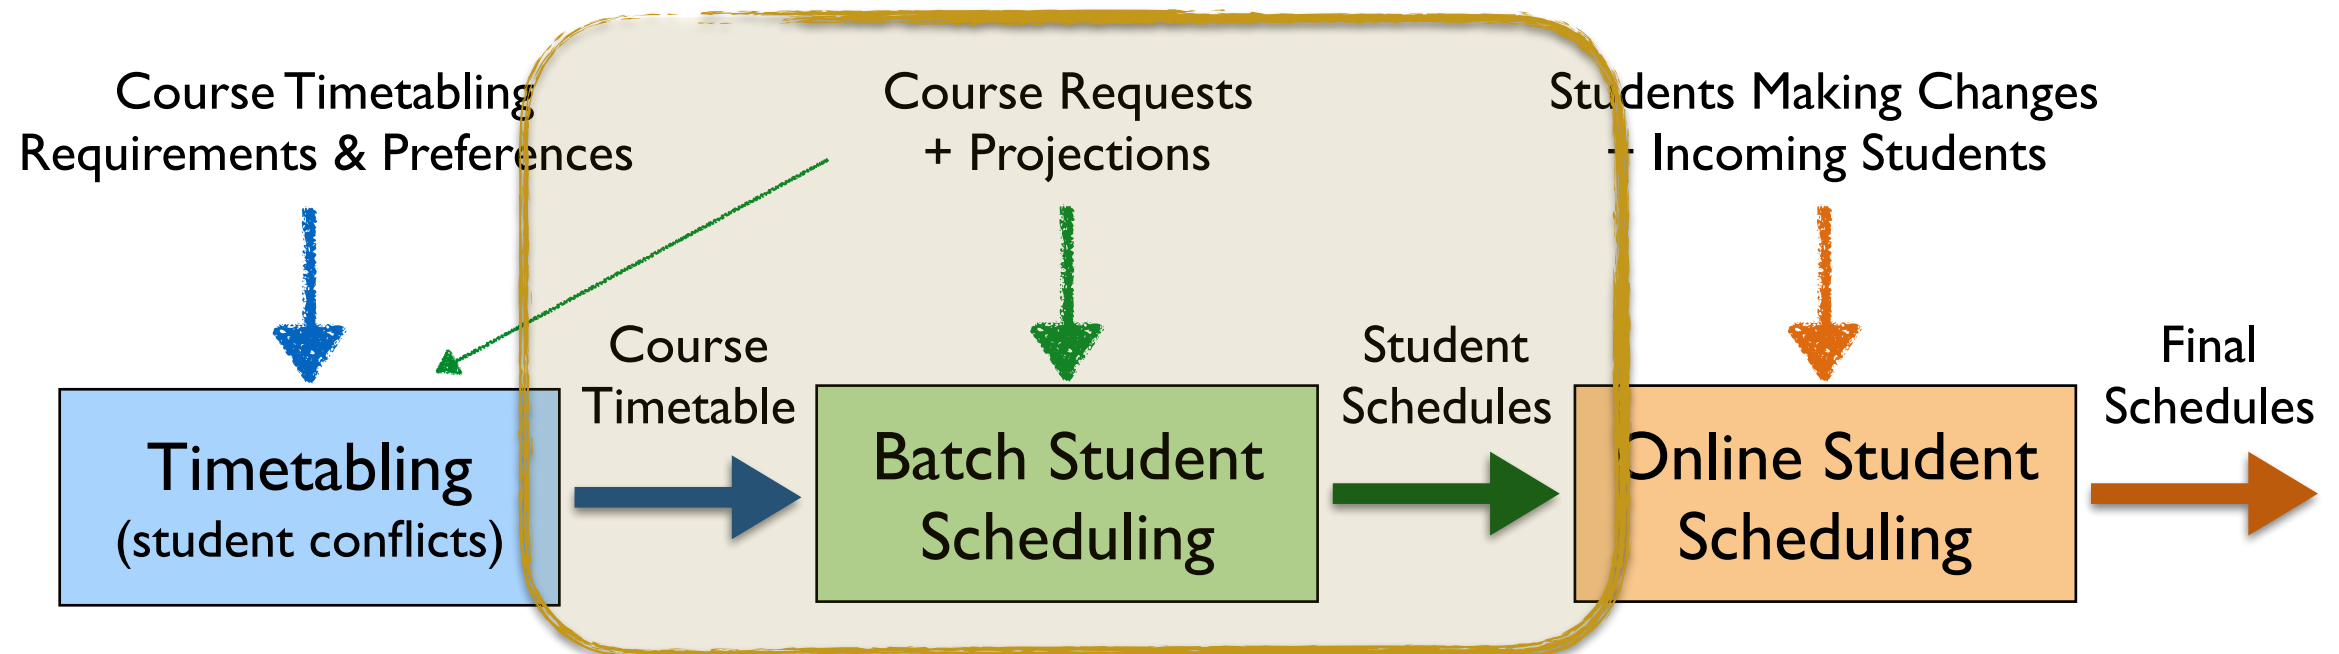 Course Timetabling
Requirements & Preferences
Course Requests
+ Projections
Students Making Changes
+ Incoming Students
Course
Timetable
Student
Schedules
Final
Schedules
Timetabling
(student conflicts)
Batch Student
Scheduling
Online Student
Scheduling